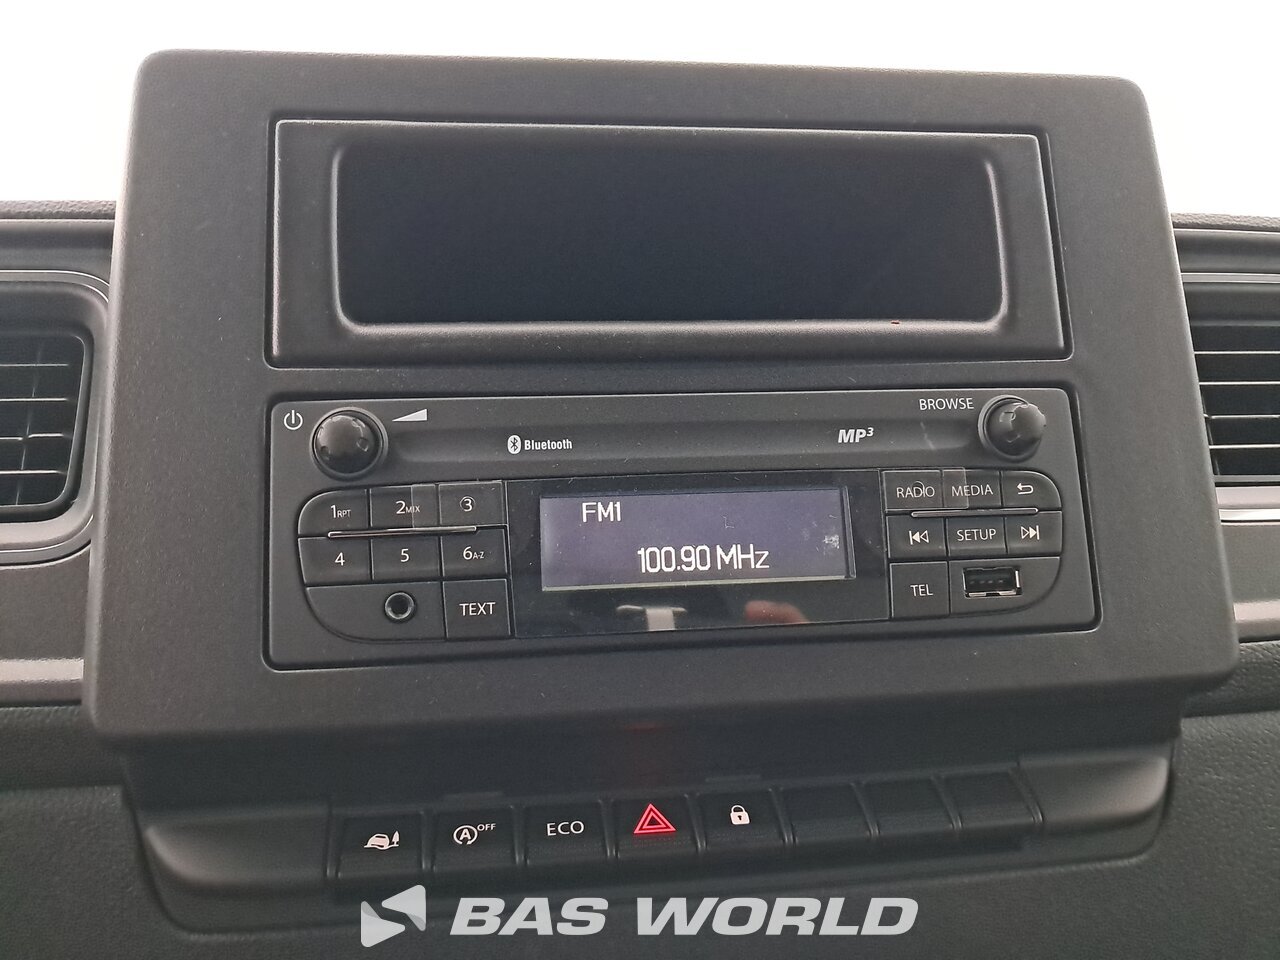 BROWSE
Bluetooth
MP3
1RPT 2MIX 3
FM1
RADIO MEDIA
4 5 6A-Z
100.90 MHz
SETUP
TEXT
TEL
A OFF
ECO
BAS WORLD